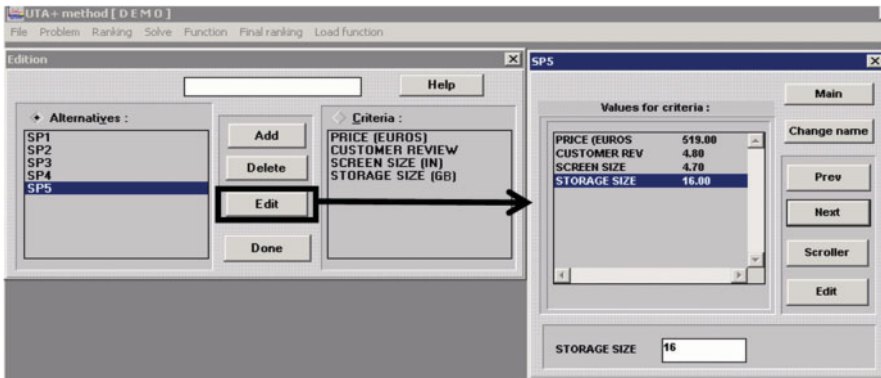 UTA+ method [ D E M O ]
File Problem Ranking Solve Function Final ranking Load function
Edition
Help
Alternatives :
SP1
SP2
SP3
SP4
SP5
Add
Delete
Edit
Done
Criteria :
PRICE (EUROS)
CUSTOMER REVIEW
SCREEN SIZE (IN)
STORAGE SIZE (GB)
SP5
Values for criteria :
PRICE (EUROS 519.00
CUSTOMER REV 4.80
SCREEN SIZE 4.70
STORAGE SIZE 16.00
Main
Change name
Prev
Next
Scroller
Edit
STORAGE SIZE 16